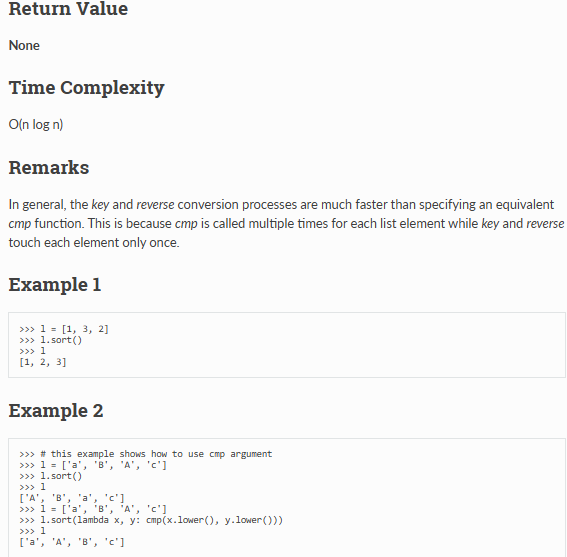 Return Value
None
Time Complexity
O(n log n)
Remarks
In general, the key and reverse conversion processes are much faster than specifying an equivalent
cmp function. This is because cmp is called multiple times for each list element while key and reverse
touch each element only once.
Example 1
>>> l = [1, 3, 2]
>>> l.sort()
>>> l
[1, 2, 3]
Example 2
>>> # this example shows how to use cmp argument
>>> l = ['a', 'B', 'A', 'c']
>>> l.sort()
>>> l
['A', 'B', 'a', 'c']
>>> l = ['a', 'B', 'A', 'c']
>>> l.sort(lambda x, y: cmp(x.lower(), y.lower()))
>>> l
['a', 'A', 'B', 'c']